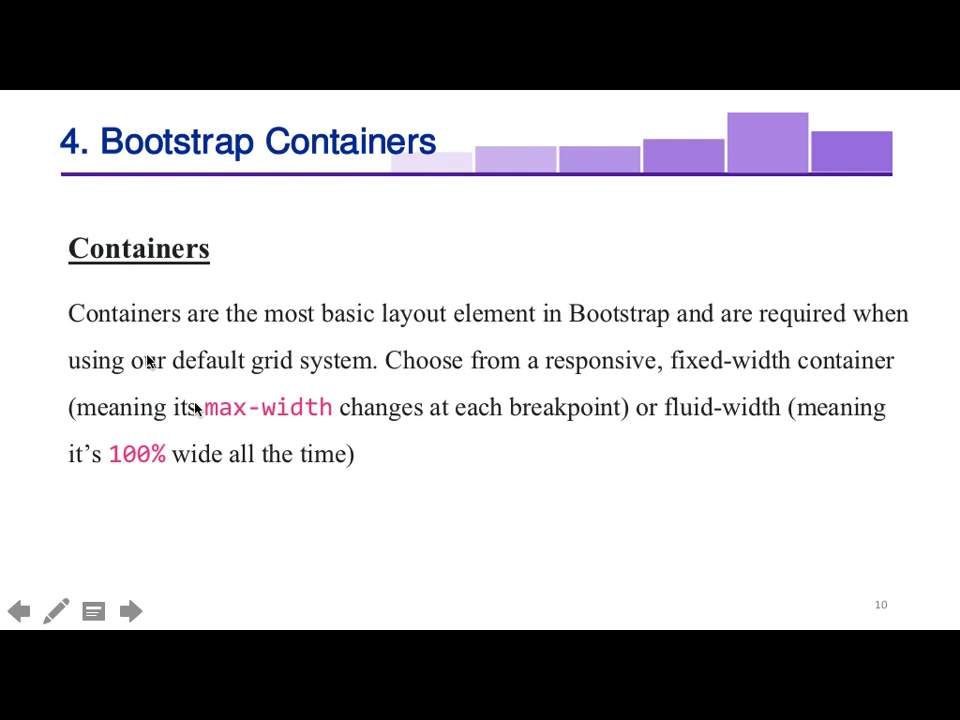 4. Bootstrap Containers
Containers
Containers are the most basic layout element in Bootstrap and are required when
using our default grid system. Choose from a responsive, fixed-width container
(meaning its max-width changes at each breakpoint) or fluid-width (meaning
it’s 100% wide all the time)
10